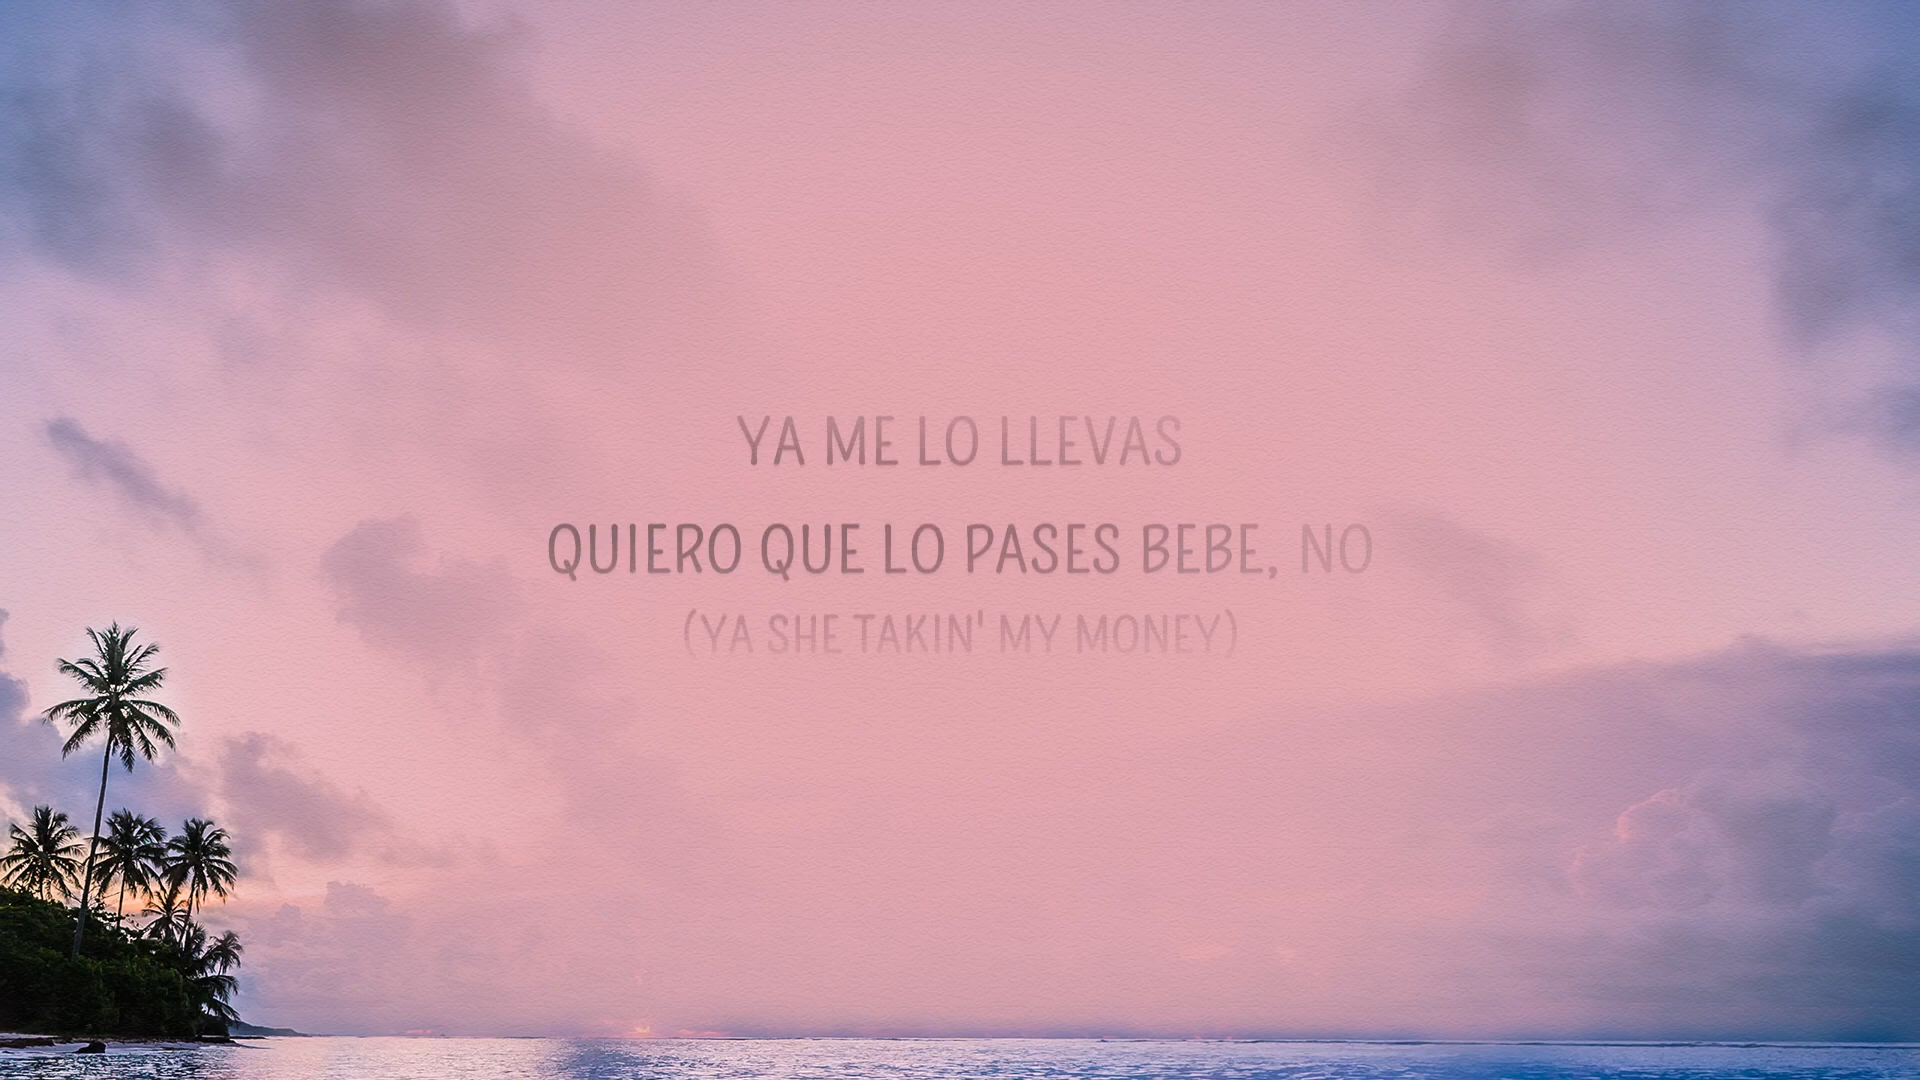 YA ME LO LLEVAS
QUIERO QUE LO PASES BEBE, NO
(YA SHE TAKIN' MY MONEY)